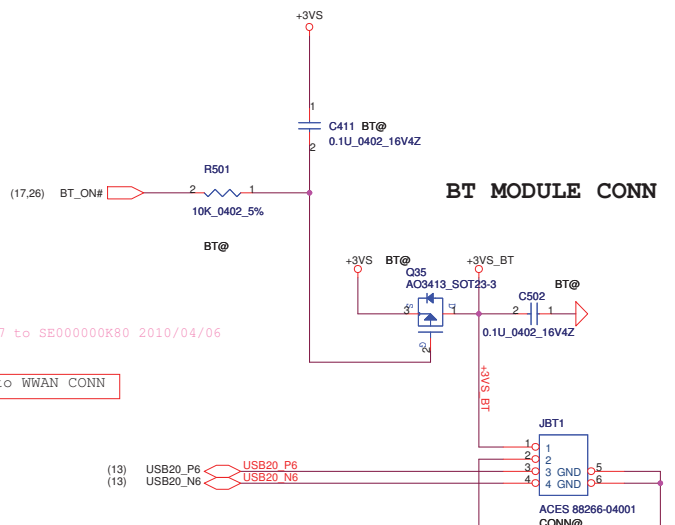 +3VS
1
C411 BT@
0.1U_0402_16V4Z
2
R501
(17,26) BT_ON# 2 1
10K_0402_5%
BT MODULE CONN
BT@
+3VS BT@ +3VS_BT
Q35
AO3413_SOT23-3
BT@
C502
S D
3 1 2 1
0.1U_0402_16V4Z
G
2
7 to SE000000K80 2010/04/06
+3VS_BT
to WWAN CONN
JBT1
1 1
2 2
(13) USB20_P6 USB20_P6 3 3 GND 5
(13) USB20_N6 USB20_N6 4 4 GND 6
ACES 88266-04001
CONN@